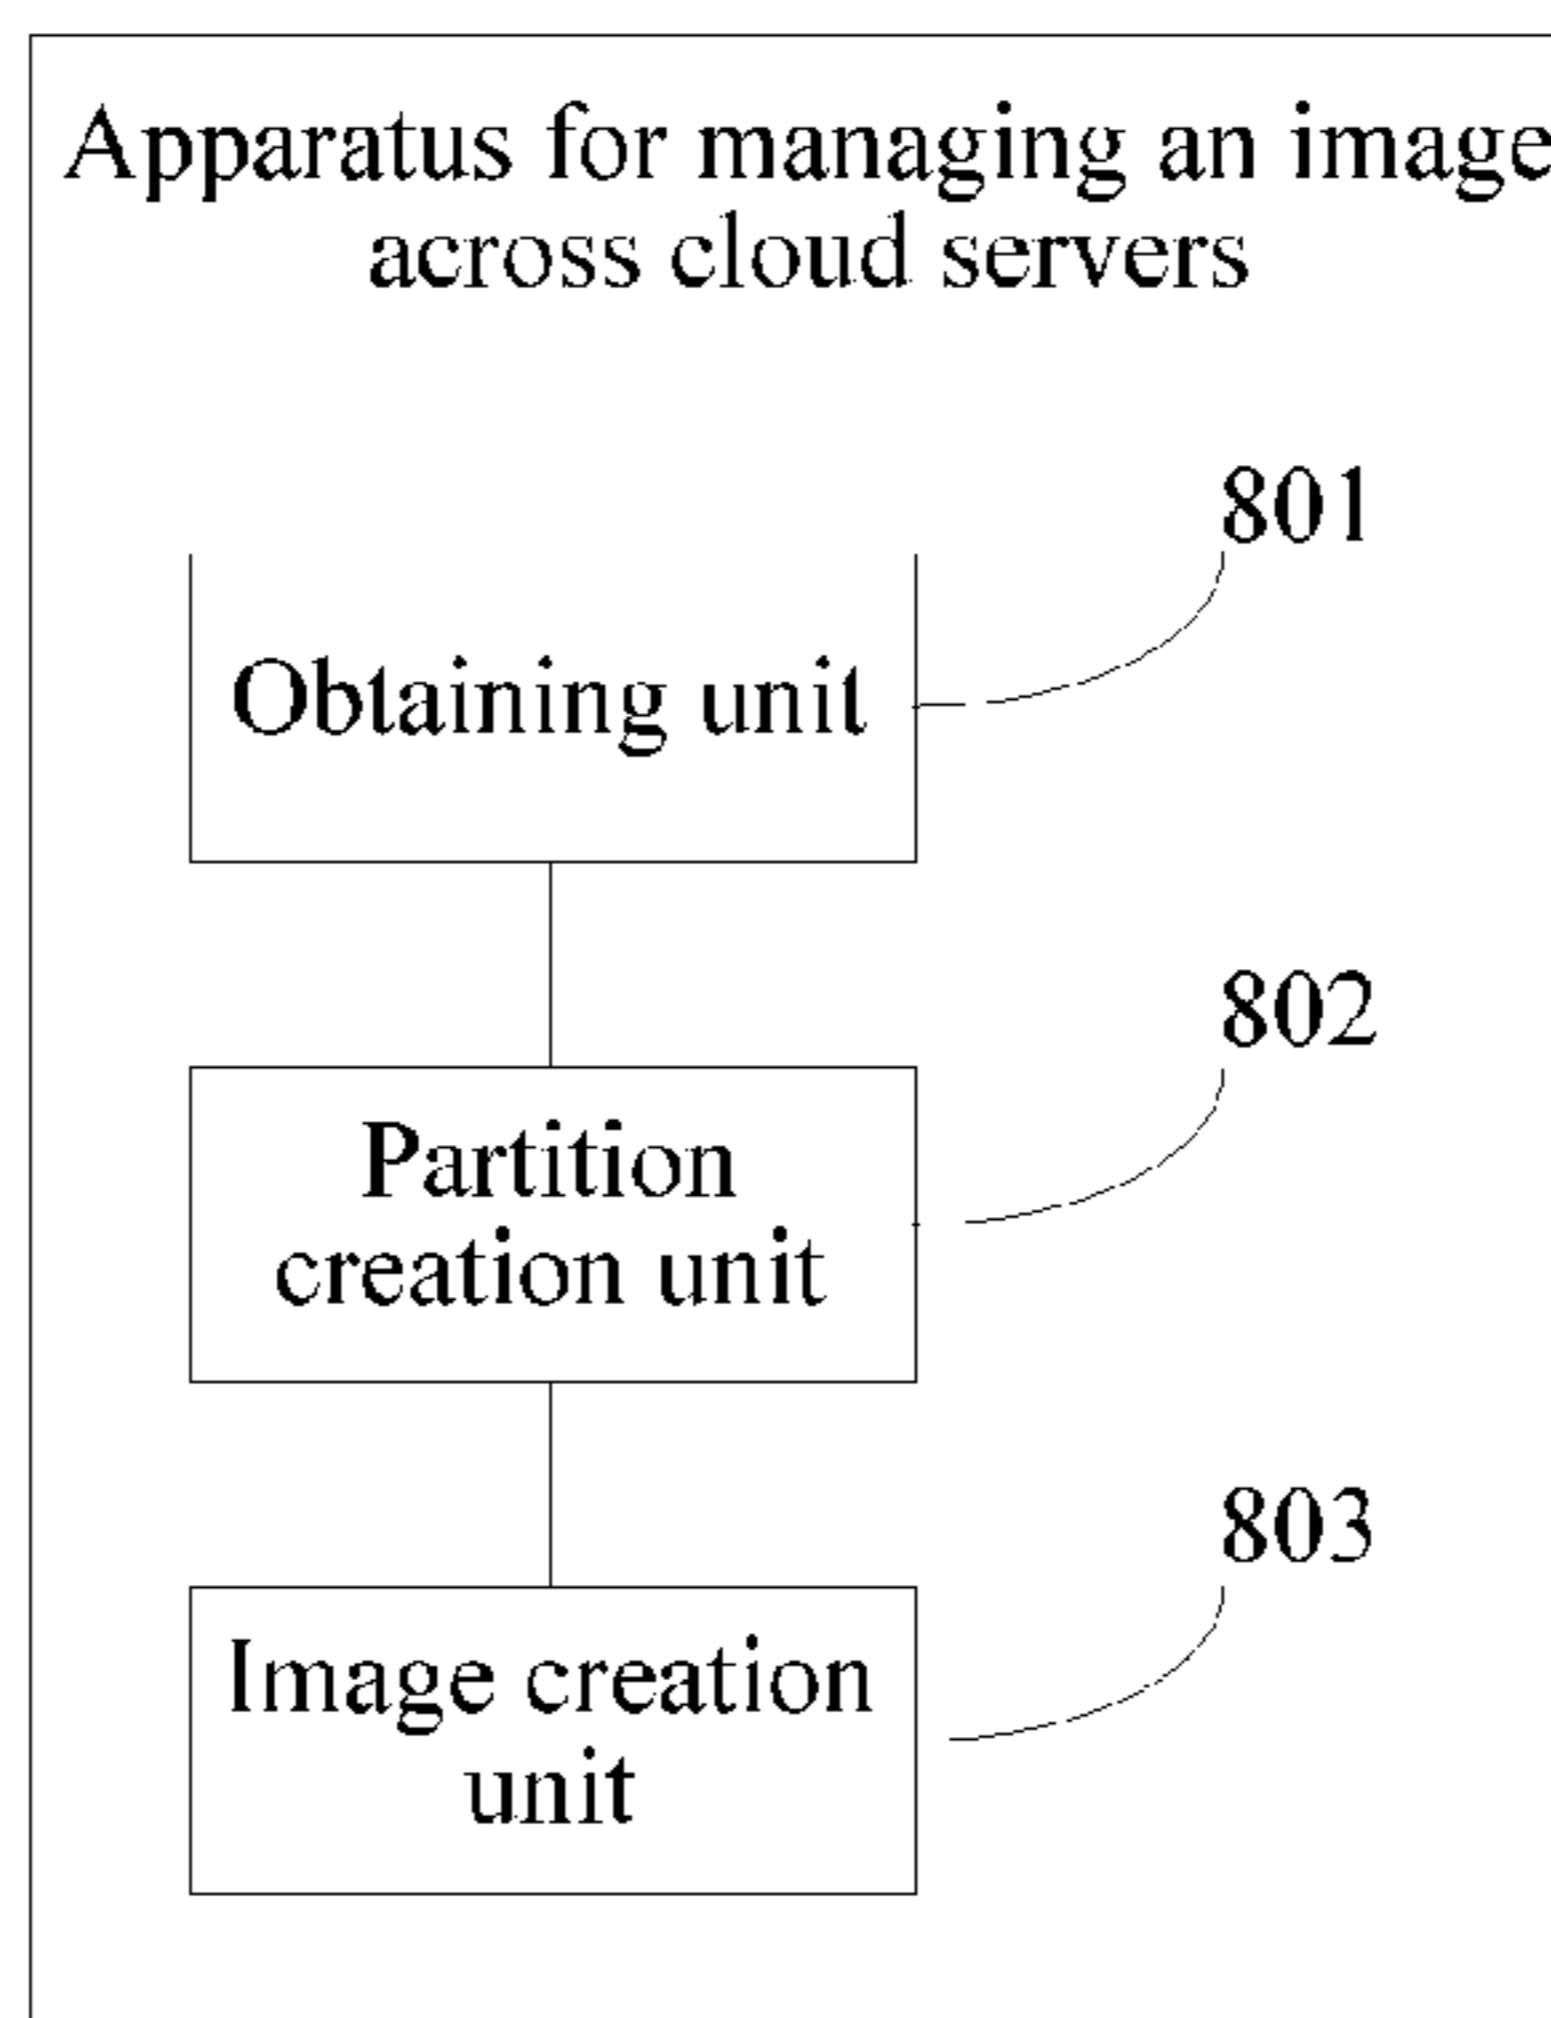 Apparatus for managing an image
across cloud servers
801
Obtaining unit
802
Partition
creation unit
803
Image creation
unit